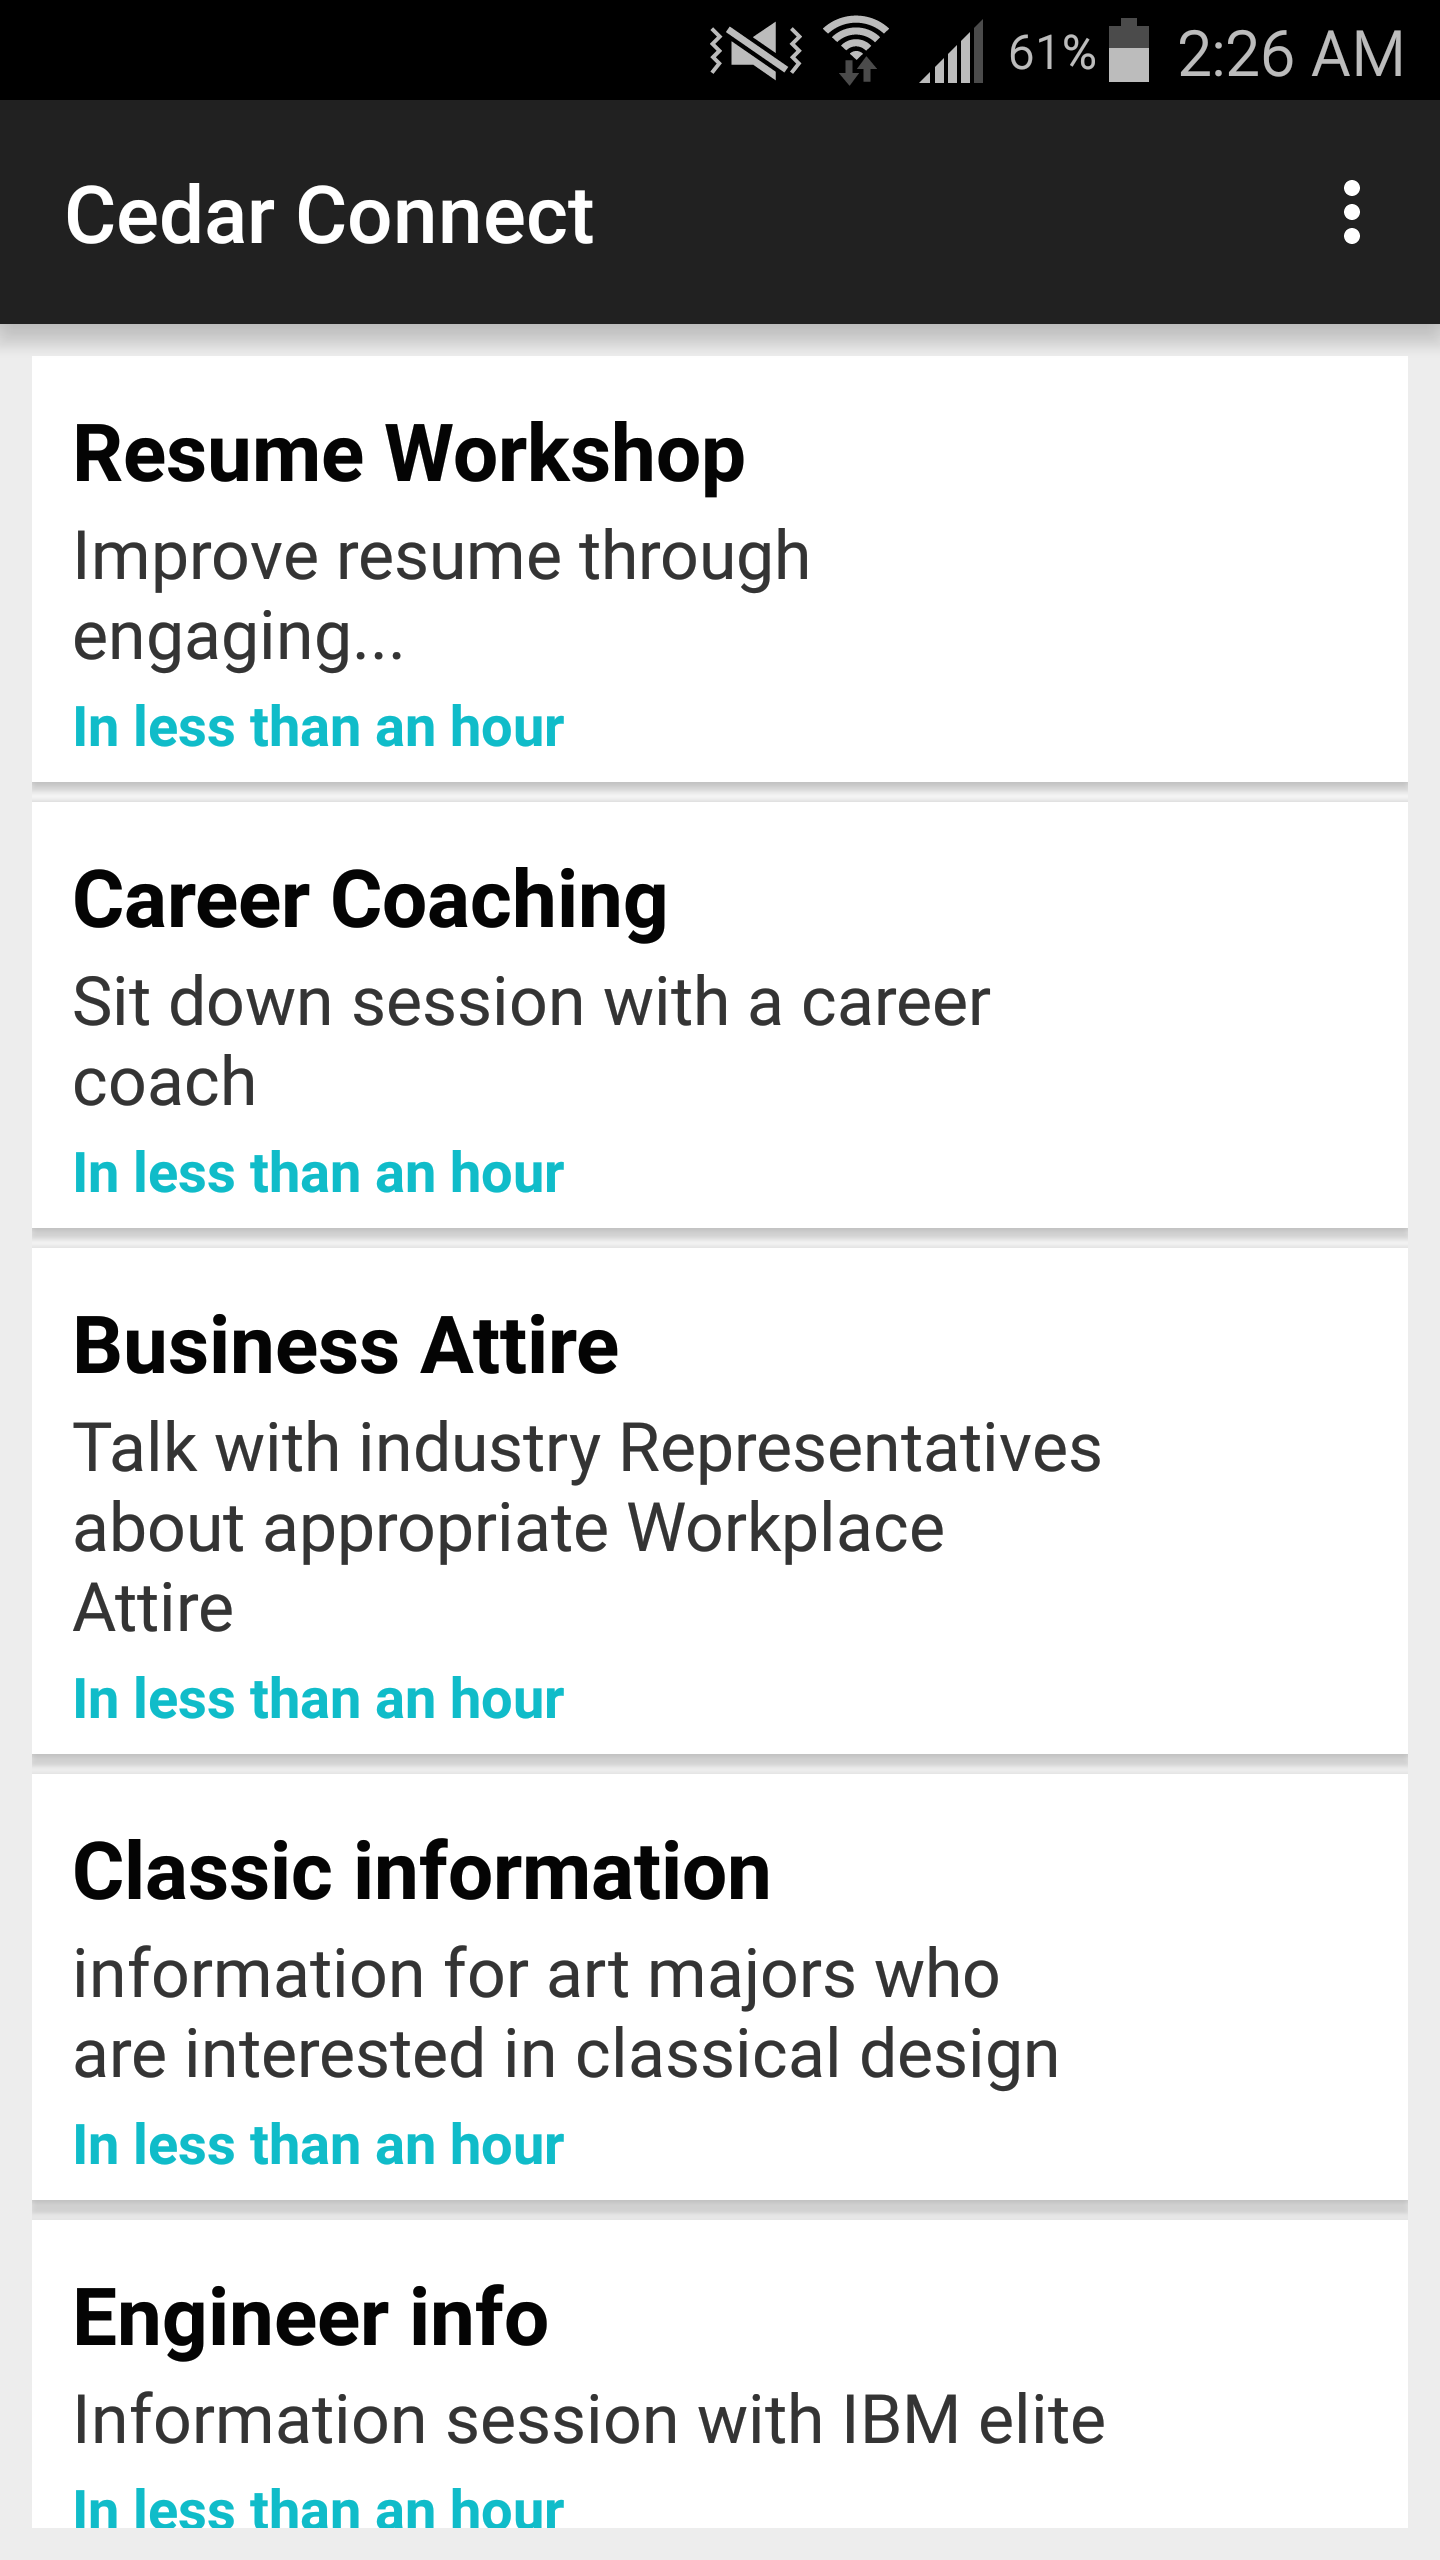 61% 2:26 AM
Cedar Connect
Resume Workshop
Improve resume through
engaging...
In less than an hour
Career Coaching
Sit down session with a career
coach
In less than an hour
Business Attire
Talk with industry Representatives
about appropriate Workplace
Attire
In less than an hour
Classic information
information for art majors who
are interested in classical design
In less than an hour
Engineer info
Information session with IBM elite
In less than an hour